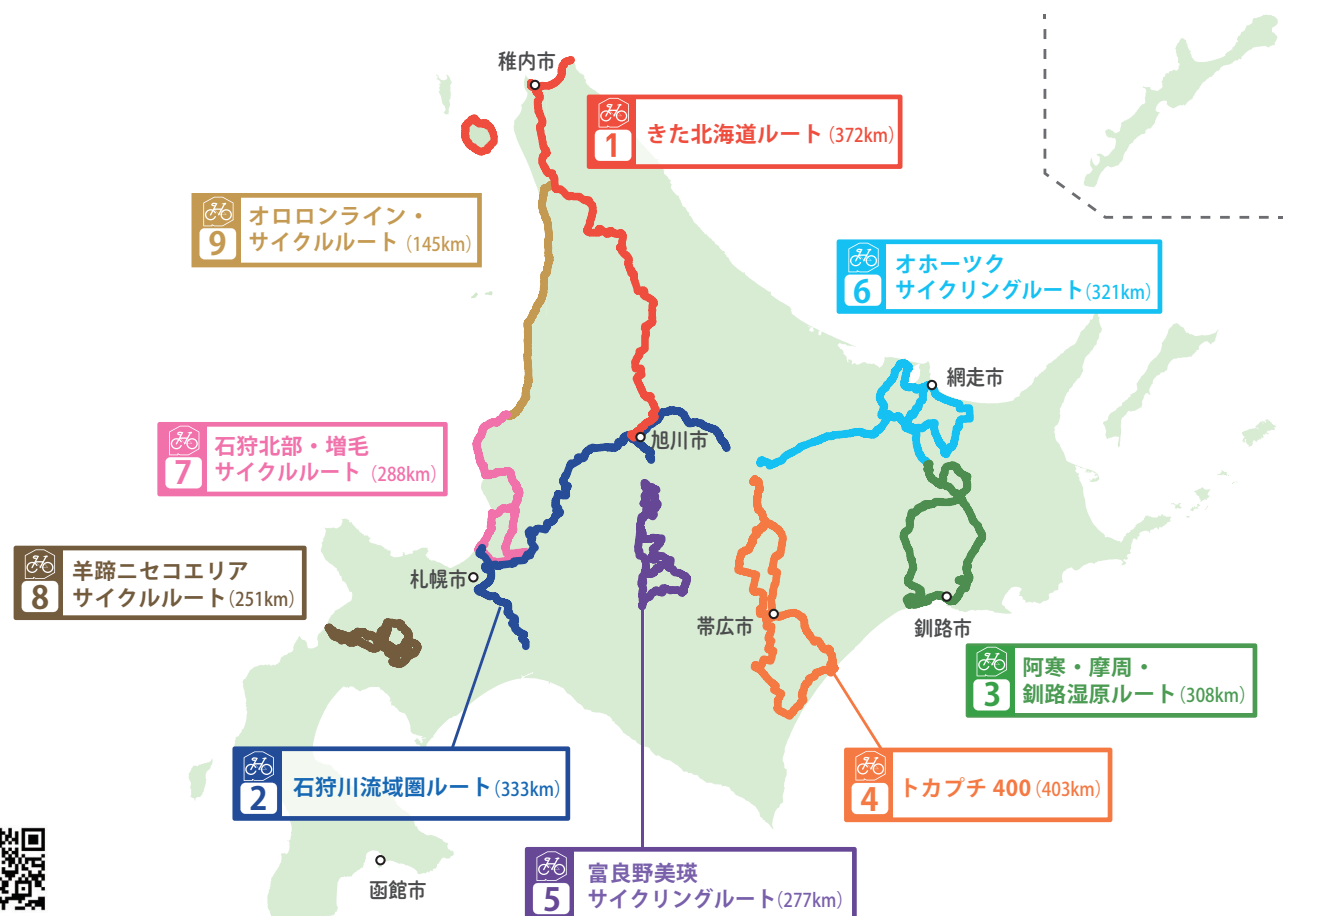 稚内市
1
きた北海道ルート(372km)
9
オロロンライン・
サイクルルート (145km)
6
オホーツク
サイクリングルート(321km)
網走市
旭川市
7
石狩北部・増毛
サイクルルート (288km)
8
羊蹄ニセコエリア
サイクルルート(251km)
札幌市
帯広市
釧路市
3
阿寒・摩周・
釧路湿原ルート(308km)
2
石狩川流域圏ルート(333km)
4
トカプチ 400(403km)
5
富良野美瑛
サイクリングルート(277km)
函館市